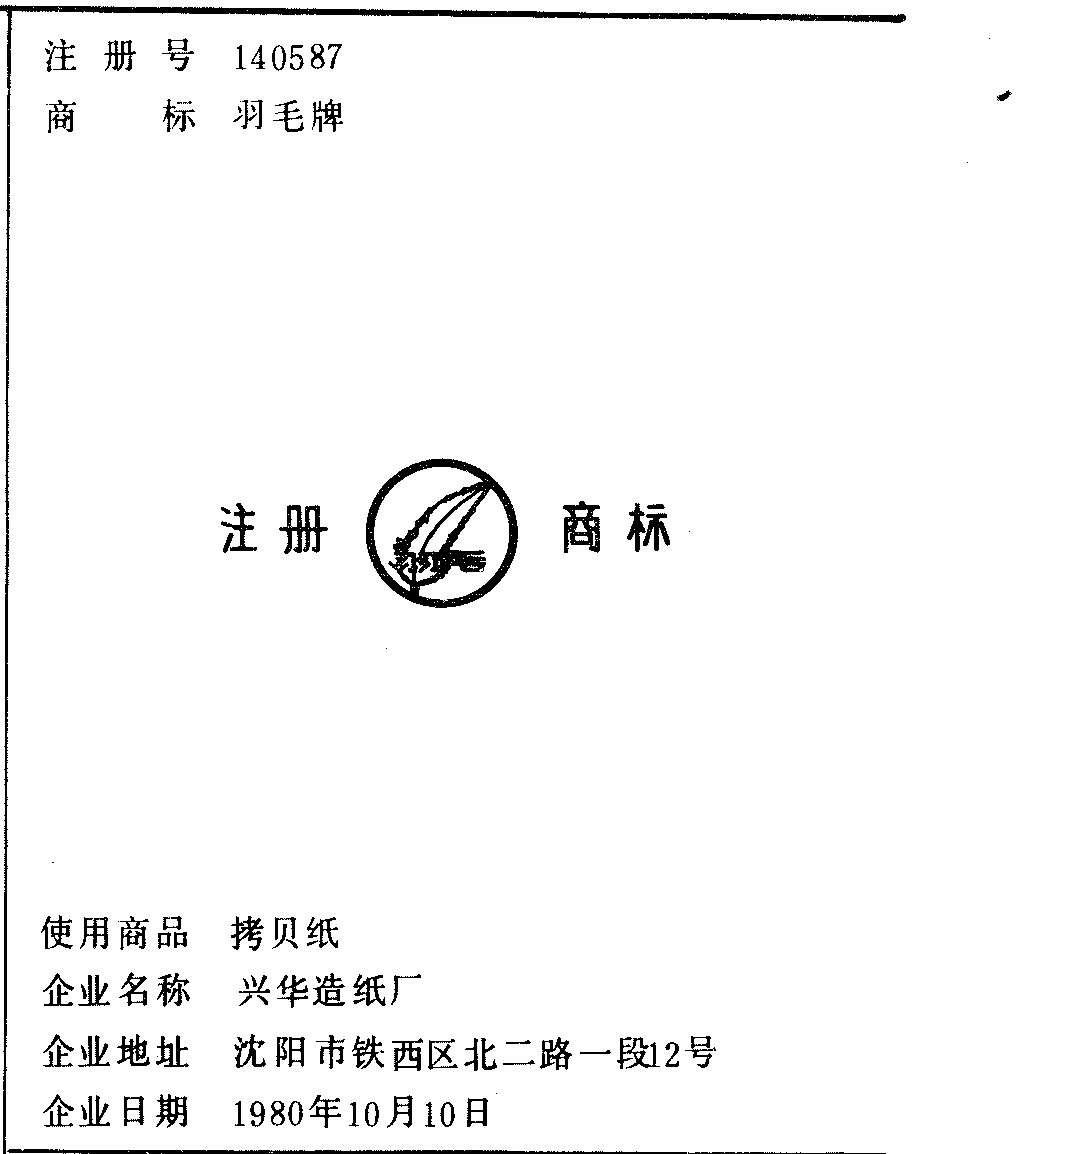 注册号 140587
商标 羽毛牌
注册 羽毛 商标
使用商品 拷贝纸
企业名称 兴华造纸厂
企业地址 沈阳市铁西区北二路一段12号
企业日期 1980年10月10日